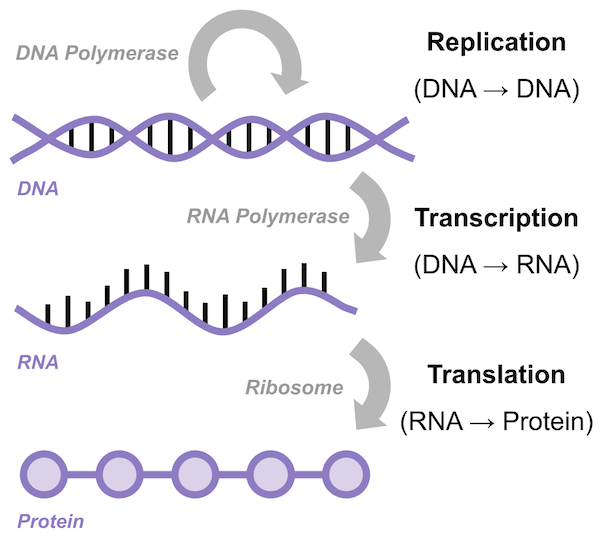 DNA Polymerase
Replication
(DNA → DNA)
DNA
RNA Polymerase
Transcription
(DNA → RNA)
RNA
Ribosome
Translation
(RNA → Protein)
Protein